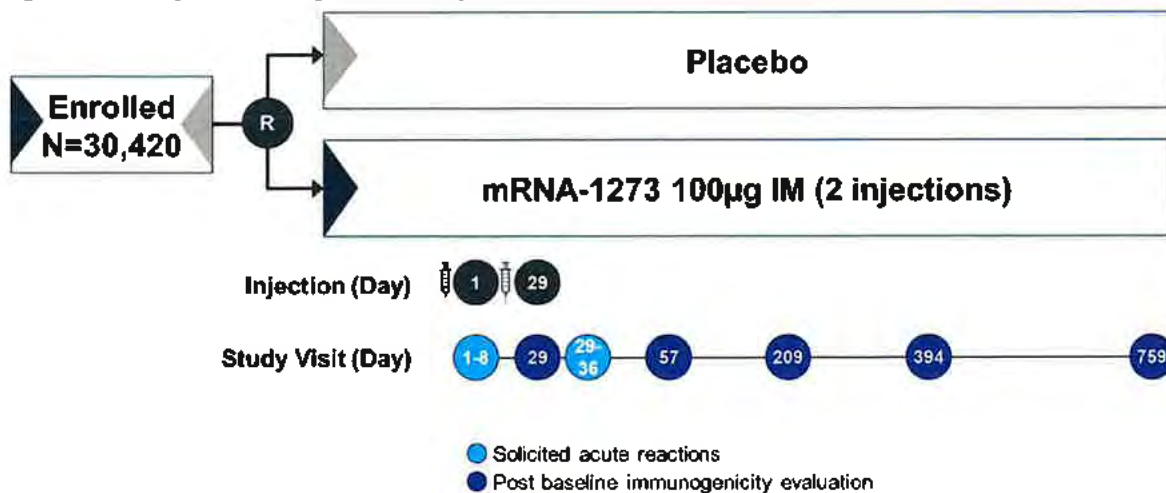 Placebo
Enrolled
N=30,420
R
mRNA-1273 100µg IM (2 injections)
Injection (Day) 1 29
Study Visit (Day) 1-8 29 29-36 57 209 394 759
Solicited acute reactions
Post baseline immunogenicity evaluation